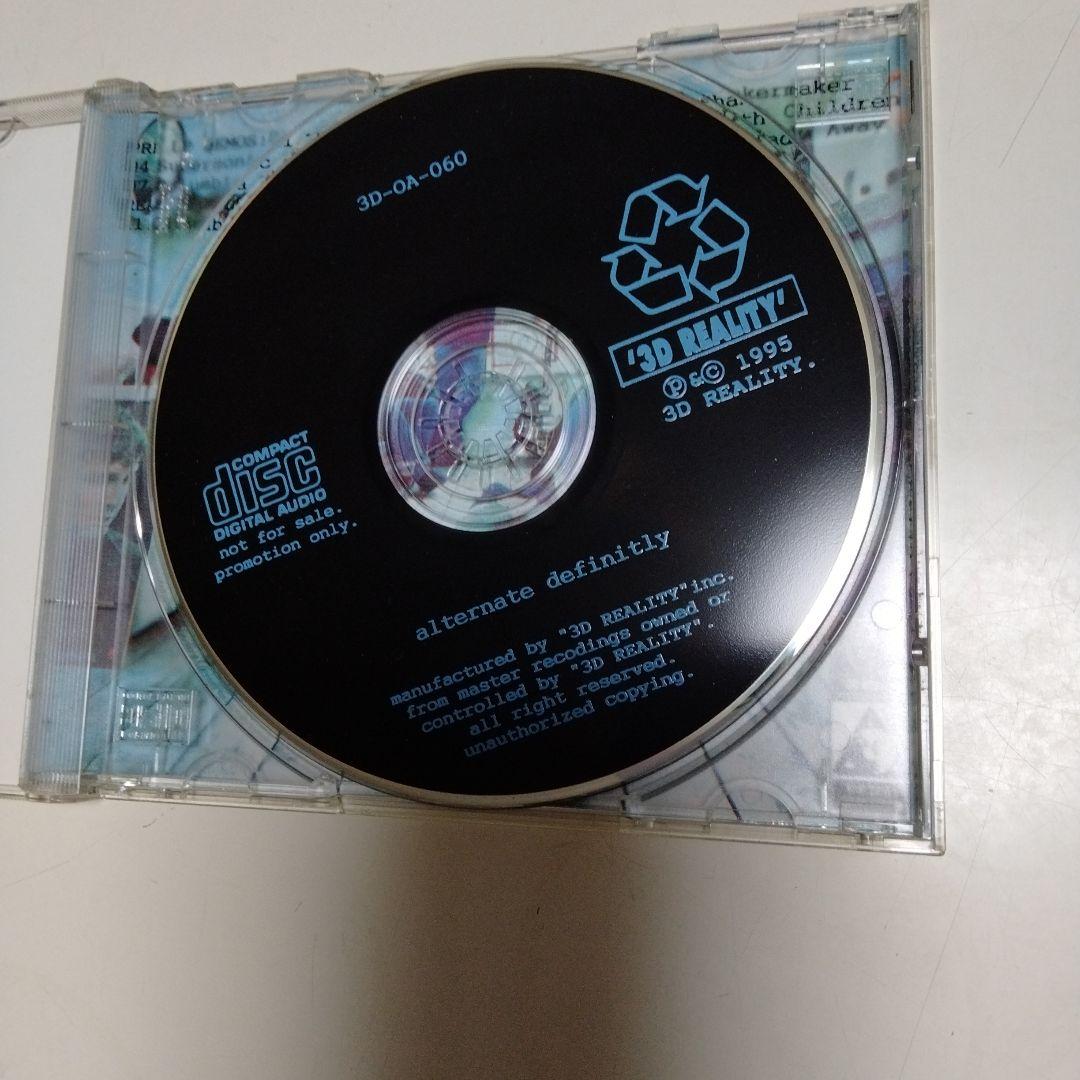 3D-OA-060
'3D REALITY'
℗&© 1995
3D REALITY.
COMPACT
disc
DIGITAL AUDIO
not for sale.
promotion only.
alternate definitly
manufactured by "3D REALITY"inc.
from master recodings owned or
controlled by "3D REALITY".
all right reserved.
unauthorized copying.
Children
Away